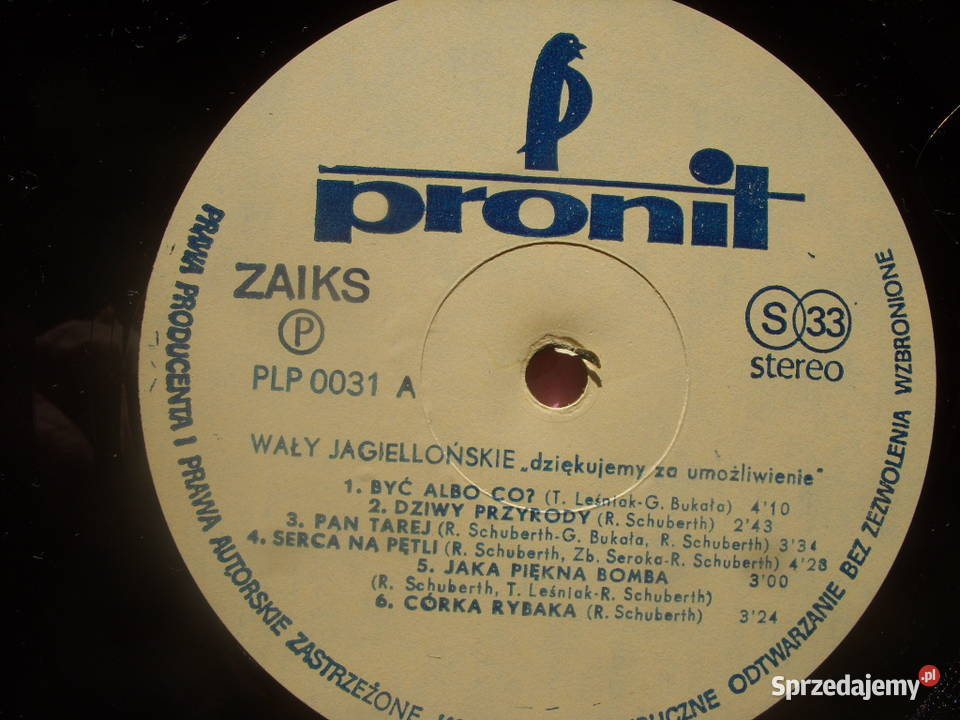 pronit
ZAIKS
P
PLP 0031 A
S 33
stereo
WAŁY JAGIELLOŃSKIE „dziękujemy za umożliwienie"
1. BYĆ ALBO CO? (T. Leśniak-G. Bukała) 4'10
2. DZIWY PRZYRODY (R. Schuberth) 2'43
3. PAN TAREJ (R. Schuberth-G. Bukała, R. Schuberth) 3'34
4. SERCA NA PĘTLI (R. Schuberth, Zb. Seroka-R. Schuberth) 4'28
5. JAKA PIĘKNA BOMBA 3'00
(R. Schuberth, T. Leśniak-R. Schuberth)
6. CÓRKA RYBAKA (R. Schuberth) 3'24
PRAWA PRODUCENTA I PRAWA AUTORSKIE ZASTRZEŻONE ODTWARZANIE BEZ ZEZWOLENIA WZBRONIONE
Sprzedajemy.pl